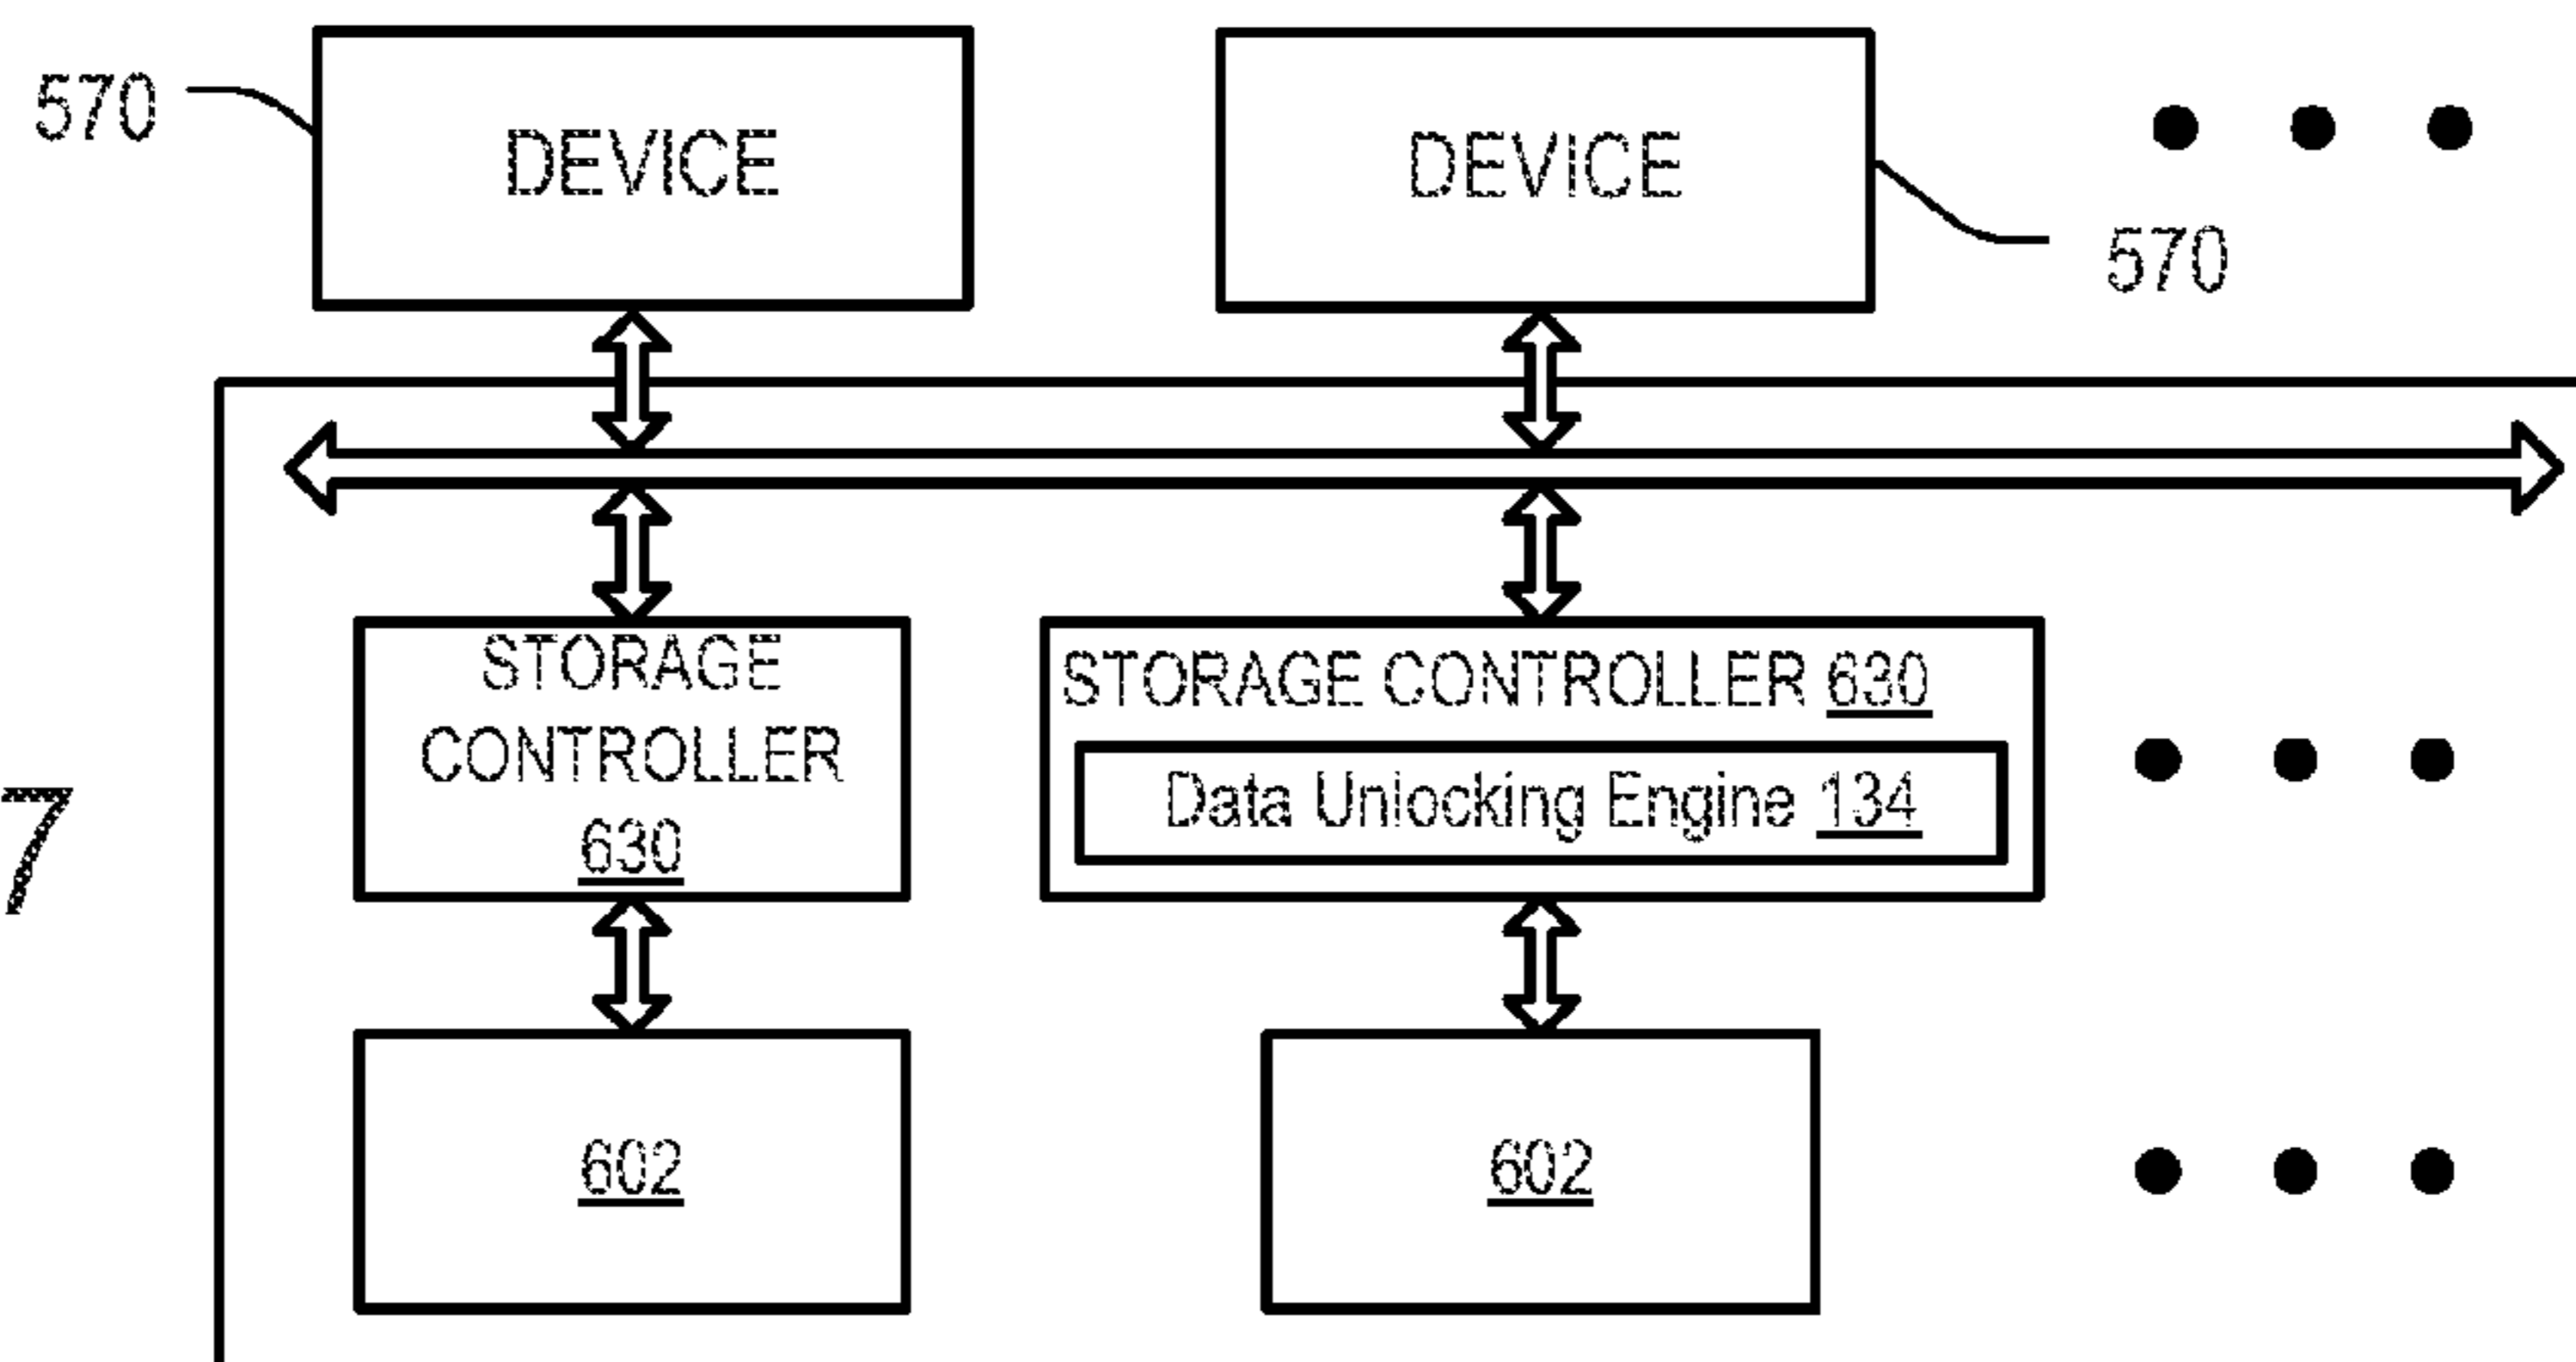 570
DEVICE
DEVICE
570
STORAGE
CONTROLLER
630
STORAGE CONTROLLER 630
Data Unlocking Engine 134
7
602
602